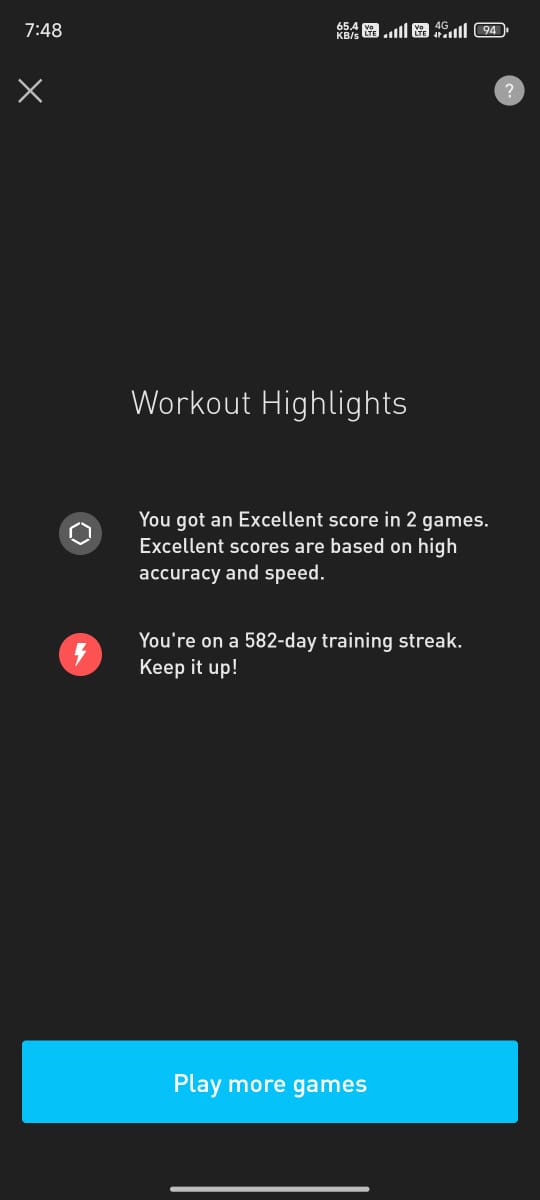 7:48
65.4
KB/s
Vo
LTE
Vo
LTE
4G
94
?
Workout Highlights
You got an Excellent score in 2 games.
Excellent scores are based on high
accuracy and speed.
You're on a 582-day training streak.
Keep it up!
Play more games